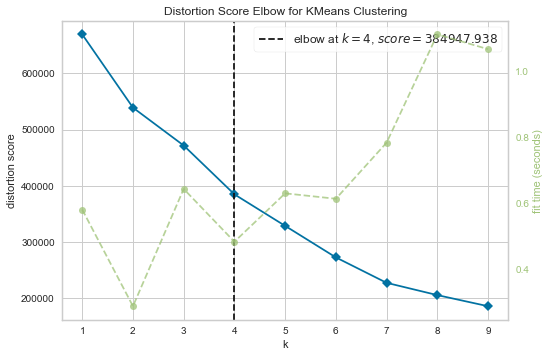 Distortion Score Elbow for KMeans Clustering
elbow at k = 4, score = 384947.938
distortion score
600000
500000
400000
300000
200000
fit time (seconds)
1.0
0.8
0.6
0.4
1 2 3 4 5 6 7 8 9
k